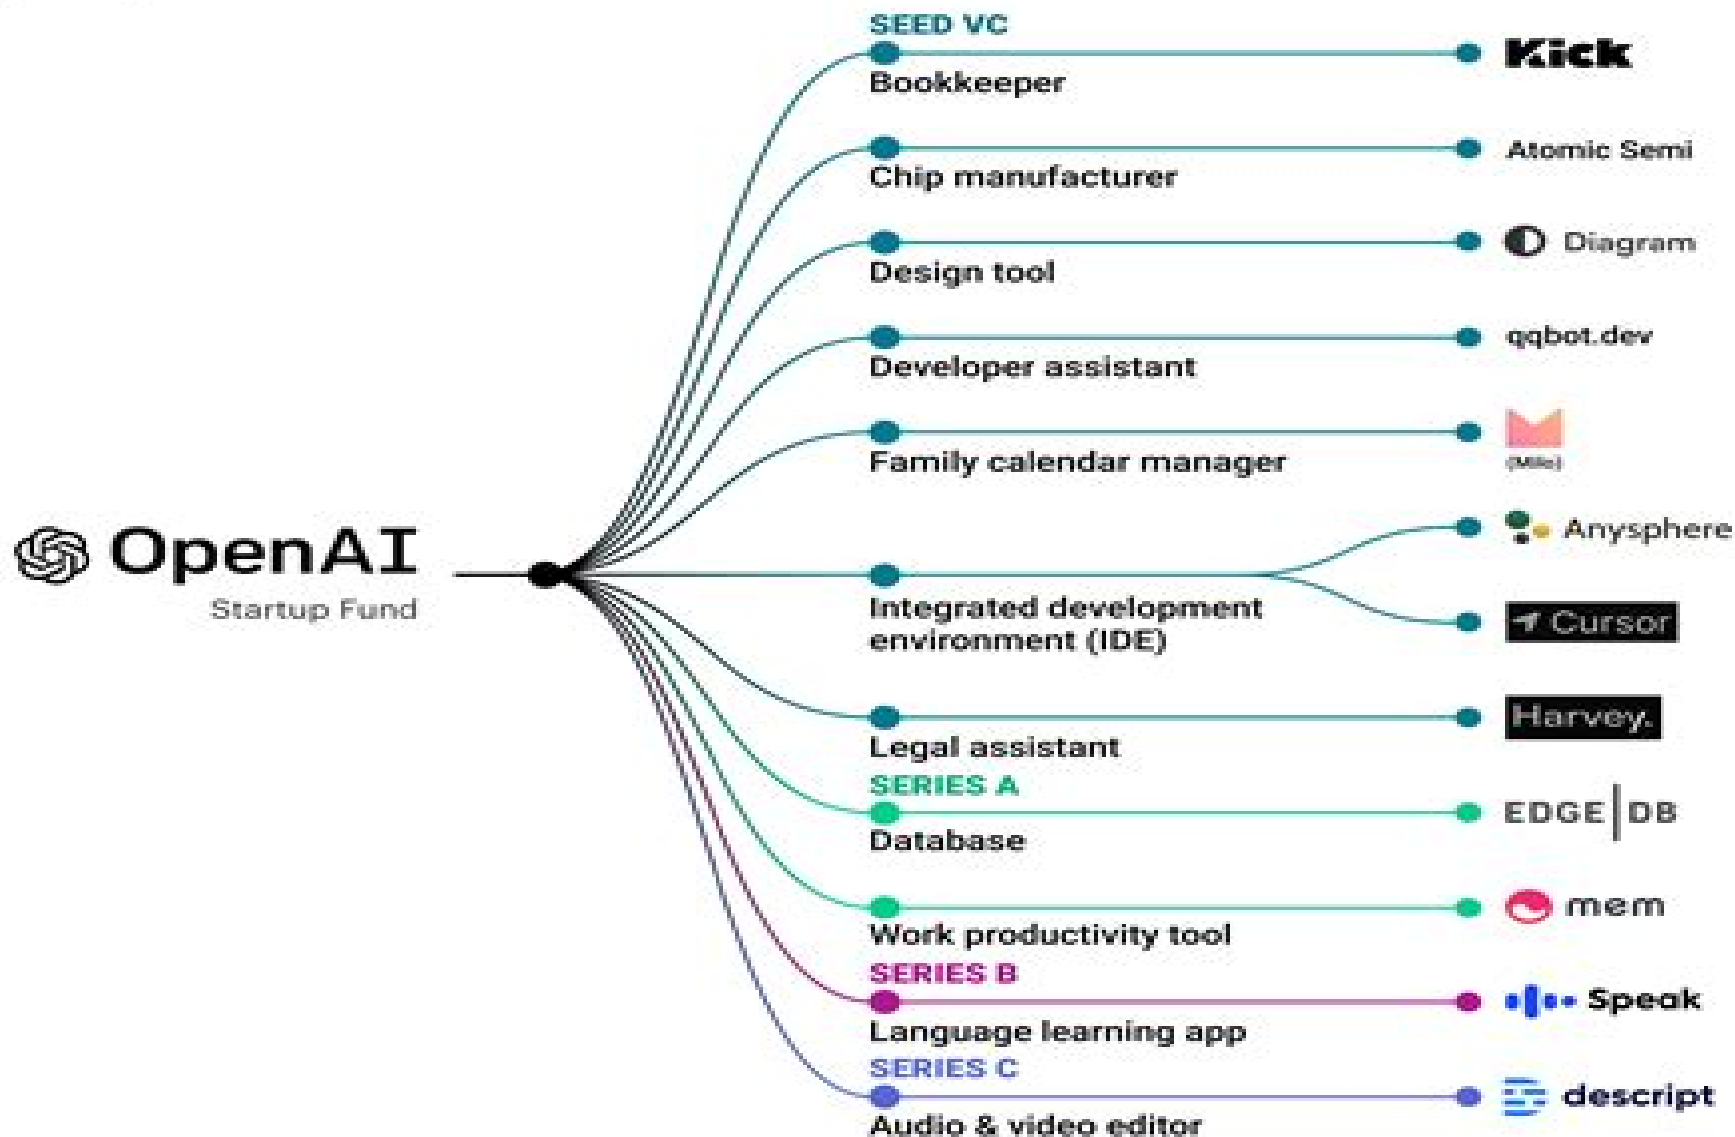 SEED VC
Kick
Bookkeeper
Atomic Semi
Chip manufacturer
Diagram
Design tool
qqbot.dev
Developer assistant
(Milo)
Family calendar manager
Anysphere
OpenAI
Startup Fund
Integrated development
environment (IDE)
Cursor
Harvey.
Legal assistant
SERIES A
EDGE|DB
Database
mem
Work productivity tool
SERIES B
Speak
Language learning app
SERIES C
descript
Audio & video editor